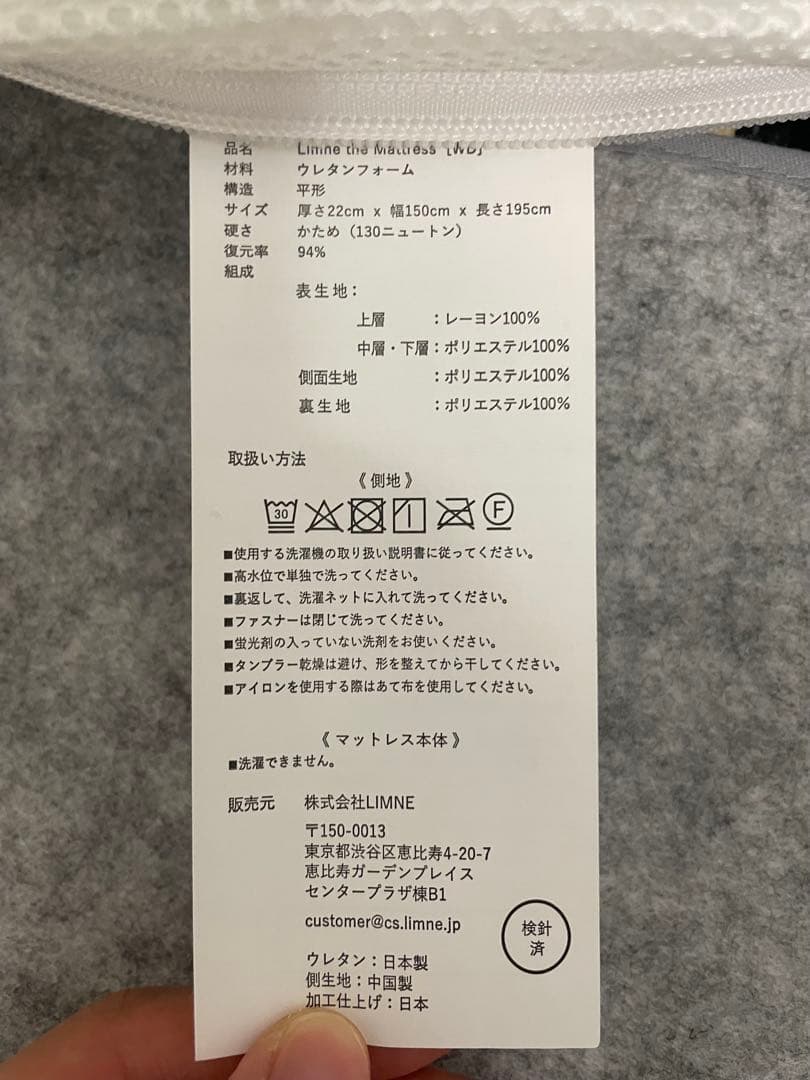 品名 Limne the Mattress [WD]
材料 ウレタンフォーム
構造 平形
サイズ 厚さ22cm x 幅150cm x 長さ195cm
硬さ かため（130ニュートン）
復元率 94%
組成
表生地：
上層 ：レーヨン100%
中層・下層：ポリエステル100%
側面生地 ：ポリエステル100%
裏生地 ：ポリエステル100%
取扱い方法
《 側地 》
30 F
■使用する洗濯機の取り扱い説明書に従ってください。
■高水位で単独で洗ってください。
■裏返して、洗濯ネットに入れて洗ってください。
■ファスナーは閉じて洗ってください。
■蛍光剤の入っていない洗剤をお使いください。
■タンブラー乾燥は避け、形を整えてから干してください。
■アイロンを使用する際はあて布を使用してください。
《 マットレス本体 》
■洗濯できません。
販売元 株式会社LIMNE
〒150-0013
東京都渋谷区恵比寿4-20-7
恵比寿ガーデンプレイス
センタープラザ棟B1
customer@cs.limne.jp
検針
済
ウレタン：日本製
側生地：中国製
加工仕上げ：日本